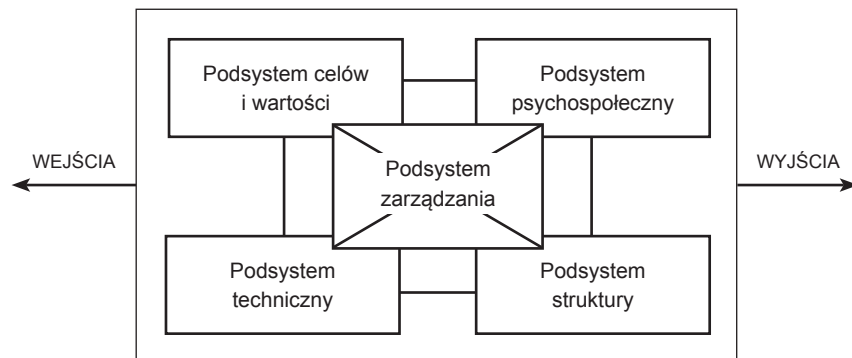 Podsystem celów
i wartości
Podsystem
psychospołeczny
WEJŚCIA
Podsystem
zarządzania
WYJŚCIA
Podsystem
techniczny
Podsystem
struktury